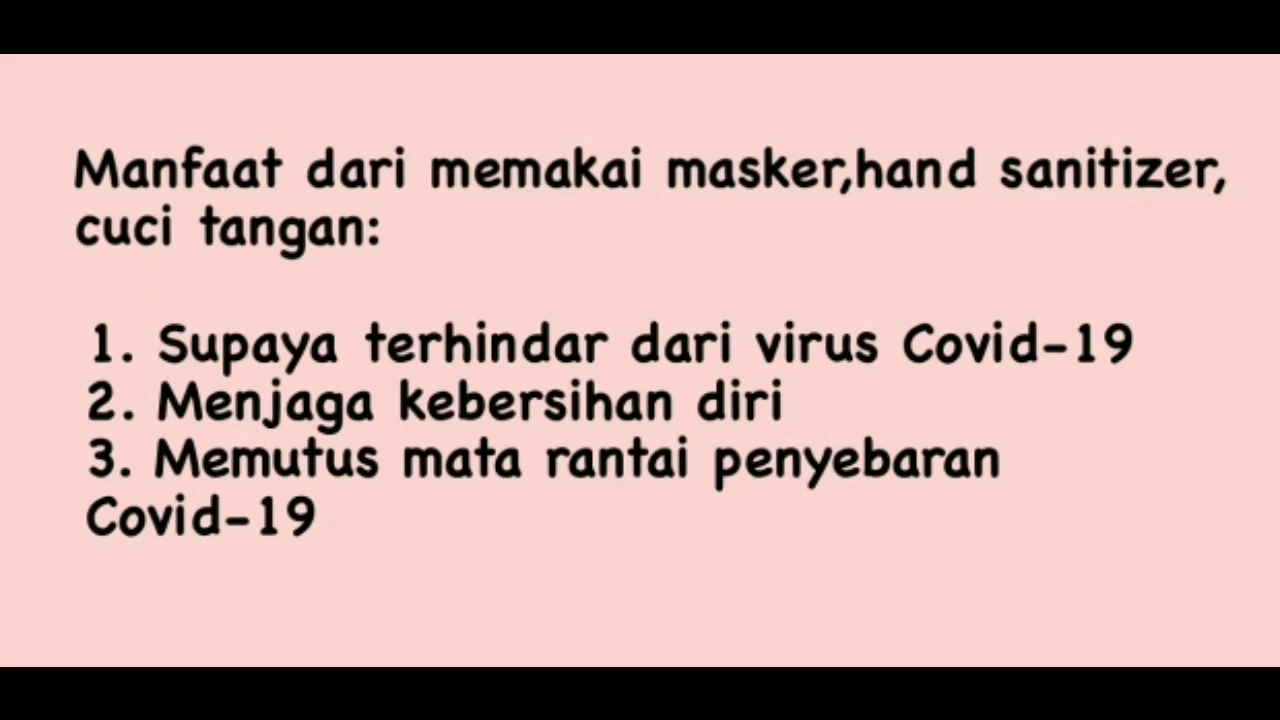 Manfaat dari memakai masker,hand sanitizer,
cuci tangan:
1. Supaya terhindar dari virus Covid-19
2. Menjaga kebersihan diri
3. Memutus mata rantai penyebaran
Covid-19